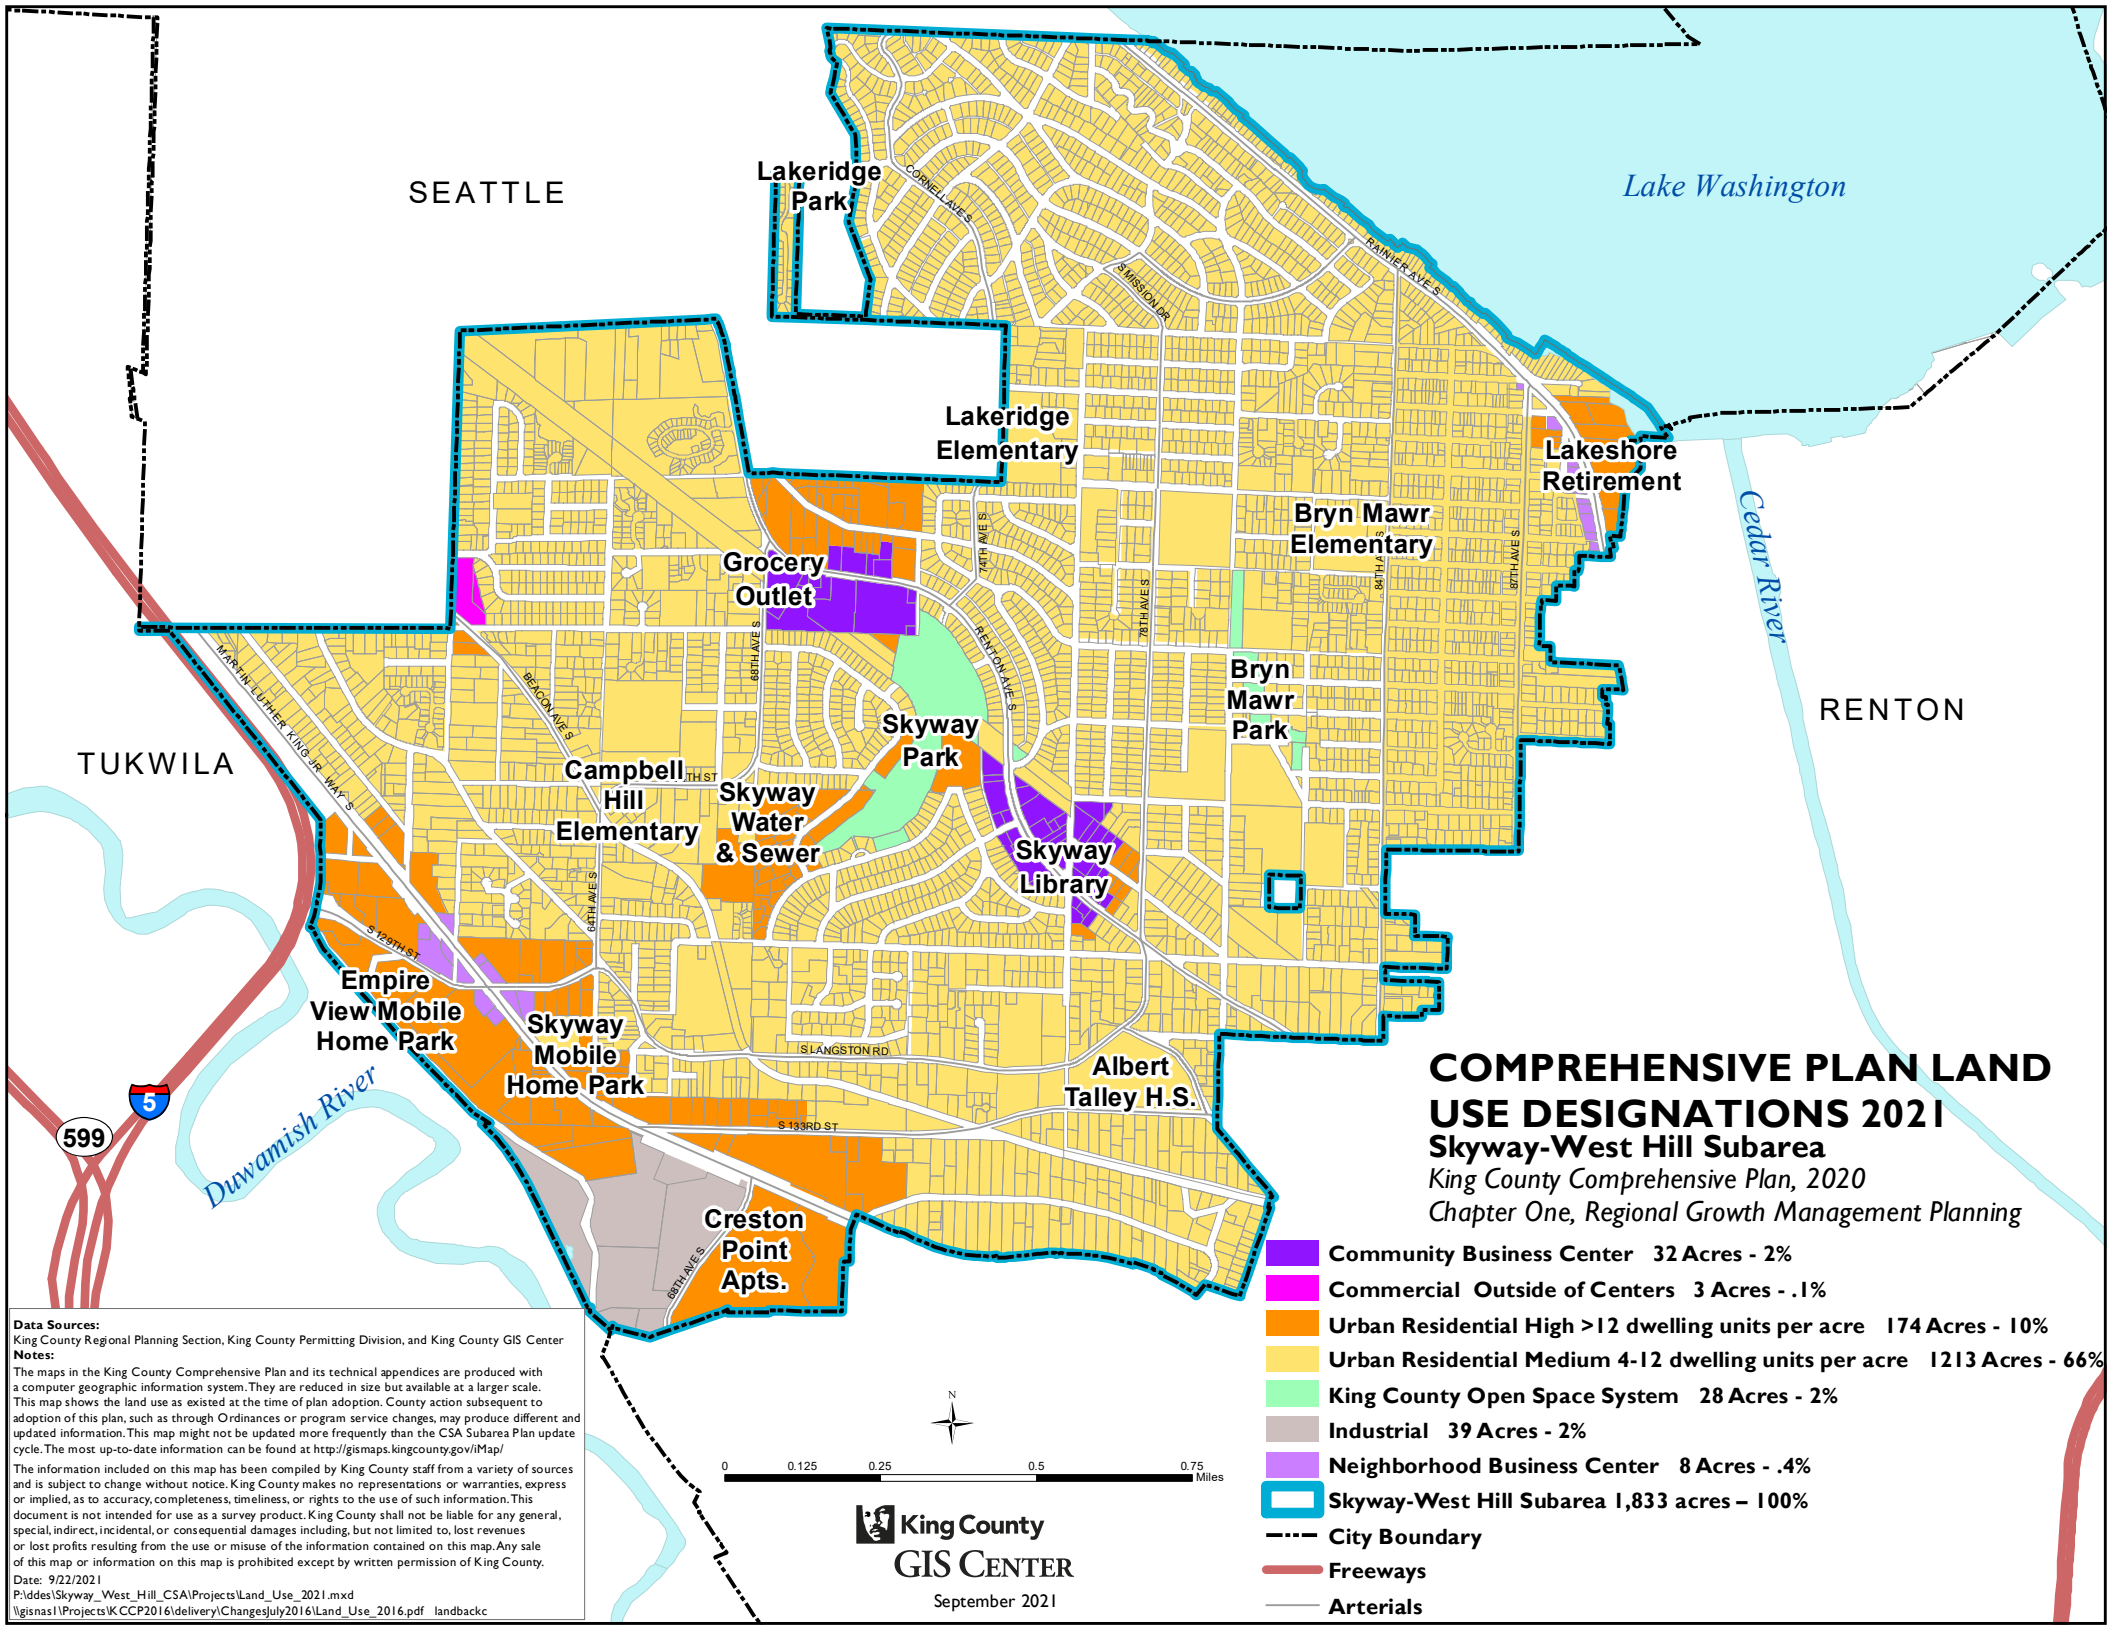 SEATTLE
Lakeridge
Park
CORNELL AVE S
Lake Washington
RAINIER AVE S
S MISSION DR
Lakeridge
Elementary
Lakeshore
Retirement
Bryn Mawr
Elementary
Cedar River
74TH AVE S
84TH AVE S
87TH AVE S
78TH AVE S
Grocery
Outlet
68TH AVE S
RENTON AVE S
Bryn
Mawr
Park
RENTON
TUKWILA
MARTIN LUTHER KING JR WAY S
BEACON AVE S
Skyway
Park
Campbell
Hill
Elementary
TH ST
Skyway
Water
& Sewer
Skyway
Library
64TH AVE S
S 129TH ST
Empire
View Mobile
Home Park
Skyway
Mobile
Home Park
S LANGSTON RD
Albert
Talley H.S.
S 133RD ST
5
599
Duwamish River
Creston
Point
Apts.
68TH AVE S
COMPREHENSIVE PLAN LAND
USE DESIGNATIONS 2021
Skyway-West Hill Subarea
King County Comprehensive Plan, 2020
Chapter One, Regional Growth Management Planning
Community Business Center 32 Acres - 2%
Commercial Outside of Centers 3 Acres - .1%
Urban Residential High >12 dwelling units per acre 174 Acres - 10%
Urban Residential Medium 4-12 dwelling units per acre 1213 Acres - 66%
King County Open Space System 28 Acres - 2%
Industrial 39 Acres - 2%
Neighborhood Business Center 8 Acres - .4%
Skyway-West Hill Subarea 1,833 acres – 100%
City Boundary
Freeways
Arterials
Data Sources:
King County Regional Planning Section, King County Permitting Division, and King County GIS Center
Notes:
The maps in the King County Comprehensive Plan and its technical appendices are produced with
a computer geographic information system. They are reduced in size but available at a larger scale.
This map shows the land use as existed at the time of plan adoption. County action subsequent to
adoption of this plan, such as through Ordinances or program service changes, may produce different and
updated information. This map might not be updated more frequently than the CSA Subarea Plan update
cycle. The most up-to-date information can be found at http://gismaps.kingcounty.gov/iMap/
The information included on this map has been compiled by King County staff from a variety of sources
and is subject to change without notice. King County makes no representations or warranties, express
or implied, as to accuracy, completeness, timeliness, or rights to the use of such information. This
document is not intended for use as a survey product. King County shall not be liable for any general,
special, indirect, incidental, or consequential damages including, but not limited to, lost revenues
or lost profits resulting from the use or misuse of the information contained on this map. Any sale
of this map or information on this map is prohibited except by written permission of King County.
Date: 9/22/2021
P:\ddes\Skyway_West_Hill_CSA\Projects\Land_Use_2021.mxd
\\gisnas1\Projects\KCCP2016\delivery\ChangesJuly2016\Land_Use_2016.pdf landbackc
N
0 0.125 0.25 0.5 0.75
Miles
King County
GIS CENTER
September 2021